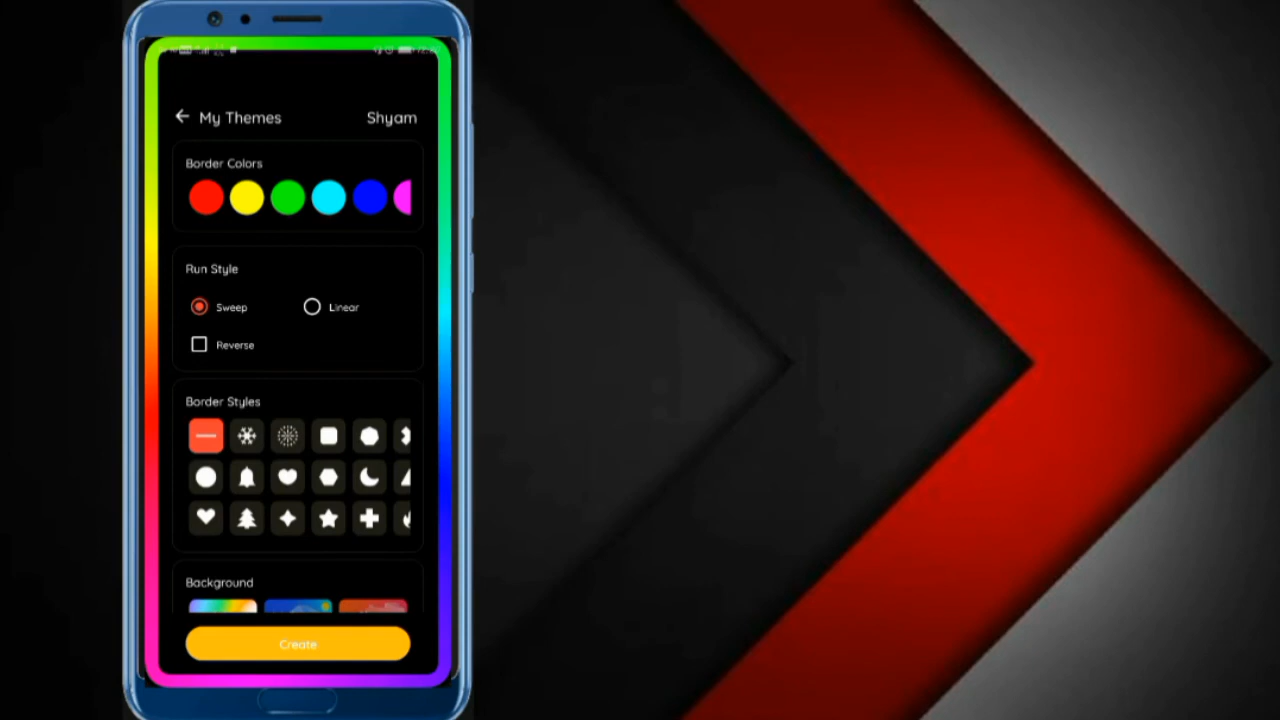 My Themes Shyam
Border Colors
Run Style
Sweep Linear
Reverse
Border Styles
Background
Create